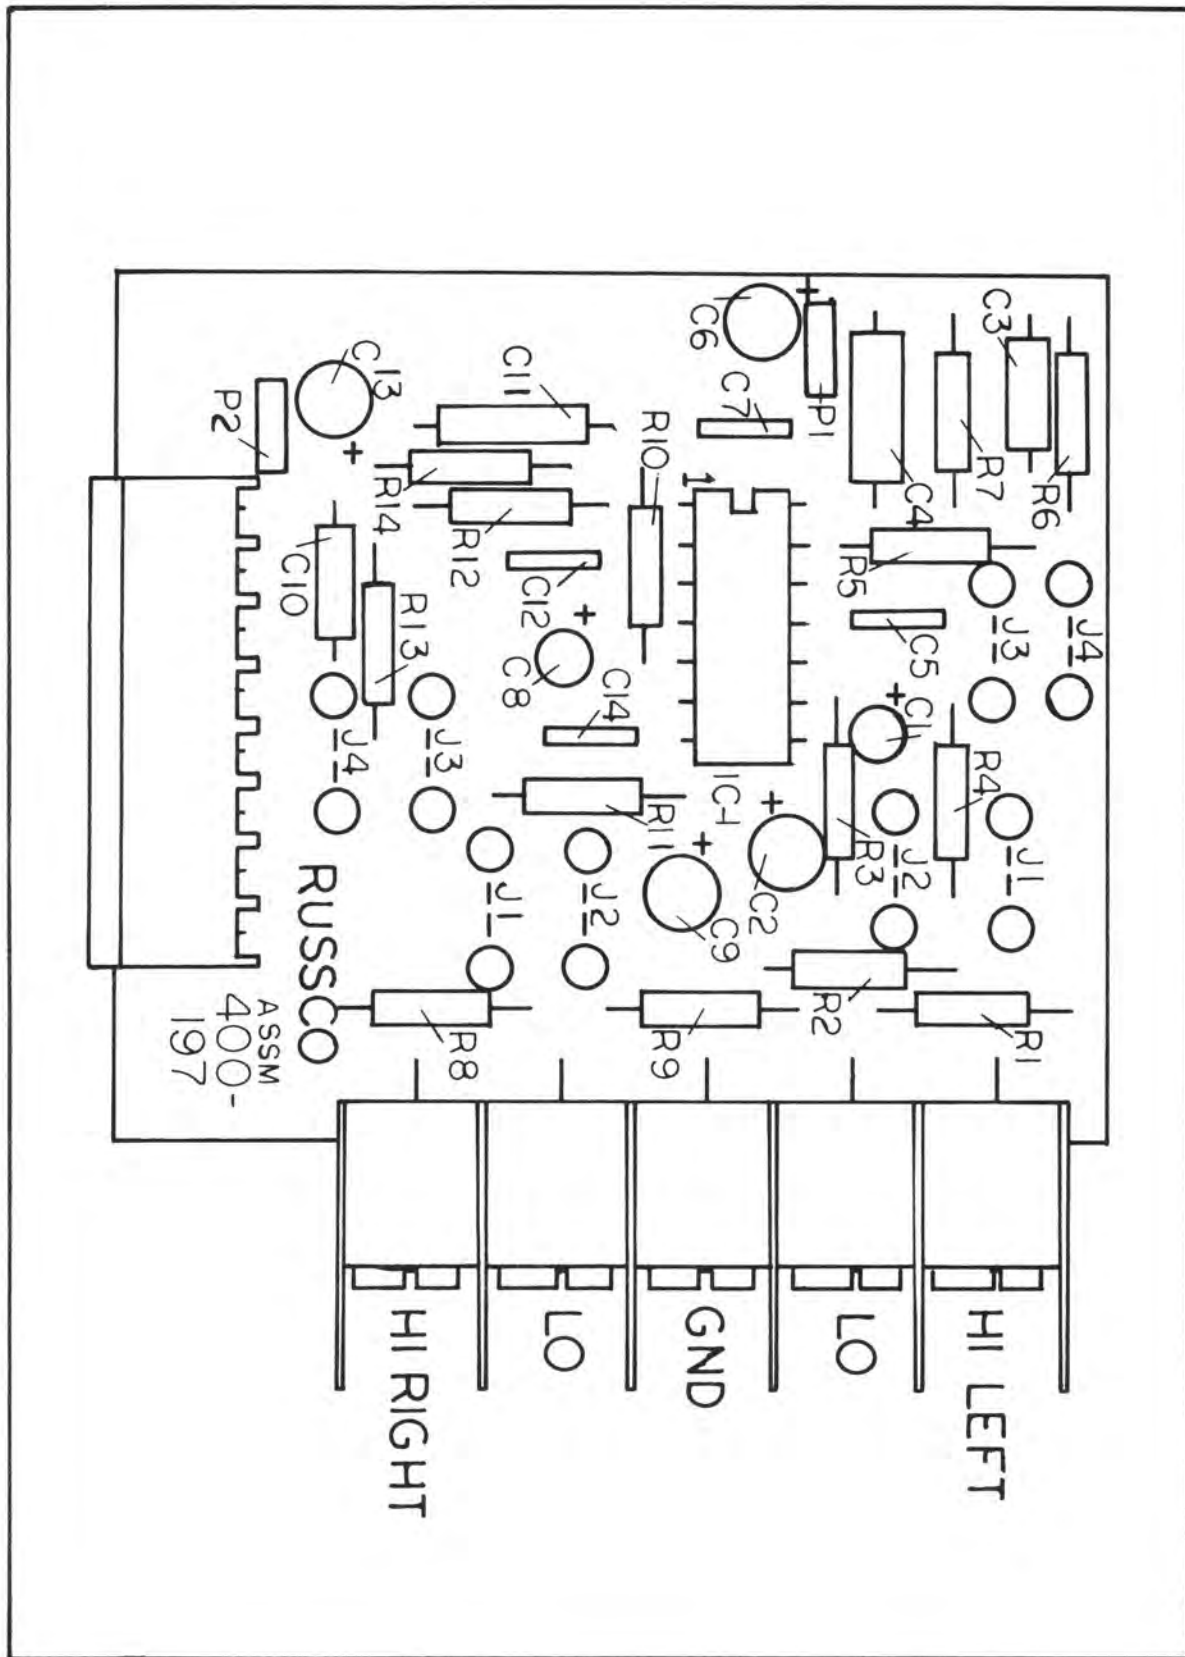 C3
R6
R7
C4
P1
C6
+
C7
R10
C11
C13
P2
+
R14
R12
C10
R13
C12
+
C8
C14
1
IC-1
R5
C5
J3
J4
+
C1
R4
R3
J2
J1
+
C2
+
C9
R11
J3
J4
J1
J2
R1
R2
R9
R8
RUSSCO
ASSM
400-
197
HI LEFT
LO
GND
LO
HI RIGHT
+